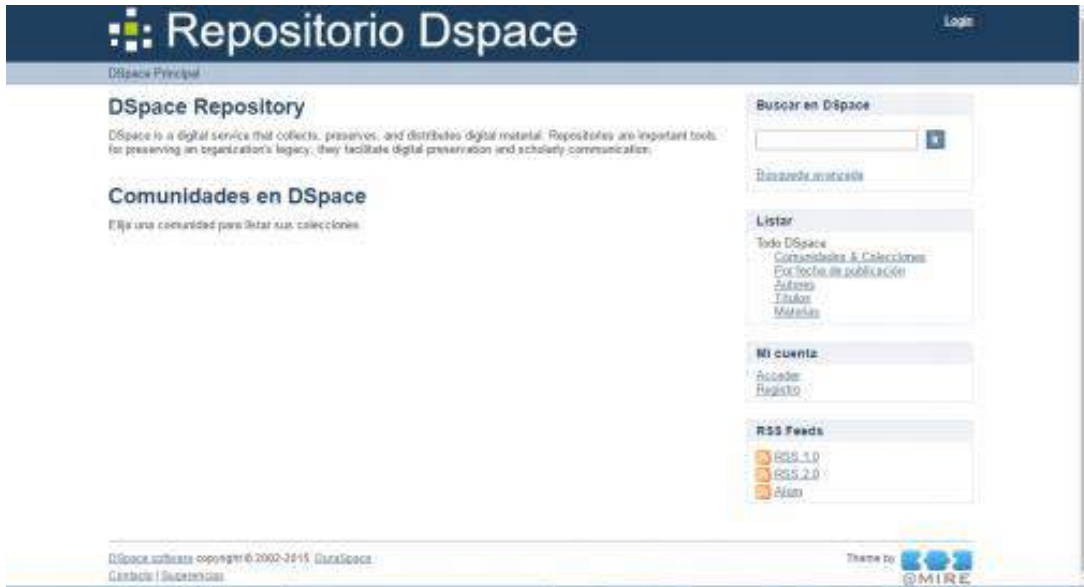 Repositorio Dspace
Login
DSpace Principal
DSpace Repository
DSpace is a digital service that collects, preserves, and distributes digital material. Repositories are important tools
for preserving an organization's legacy; they facilitate digital preservation and scholarly communication.
Comunidades en DSpace
Elija una comunidad para listar sus colecciones
Buscar en DSpace
Búsqueda avanzada
Listar
Todo DSpace
Comunidades & Colecciones
Por fecha de publicación
Autores
Títulos
Materias
Mi cuenta
Acceder
Registro
RSS Feeds
RSS 1.0
RSS 2.0
Atom
DSpace software copyright © 2002-2015 DuraSpace
Contacto | Sugerencias
Theme by
@MIRE